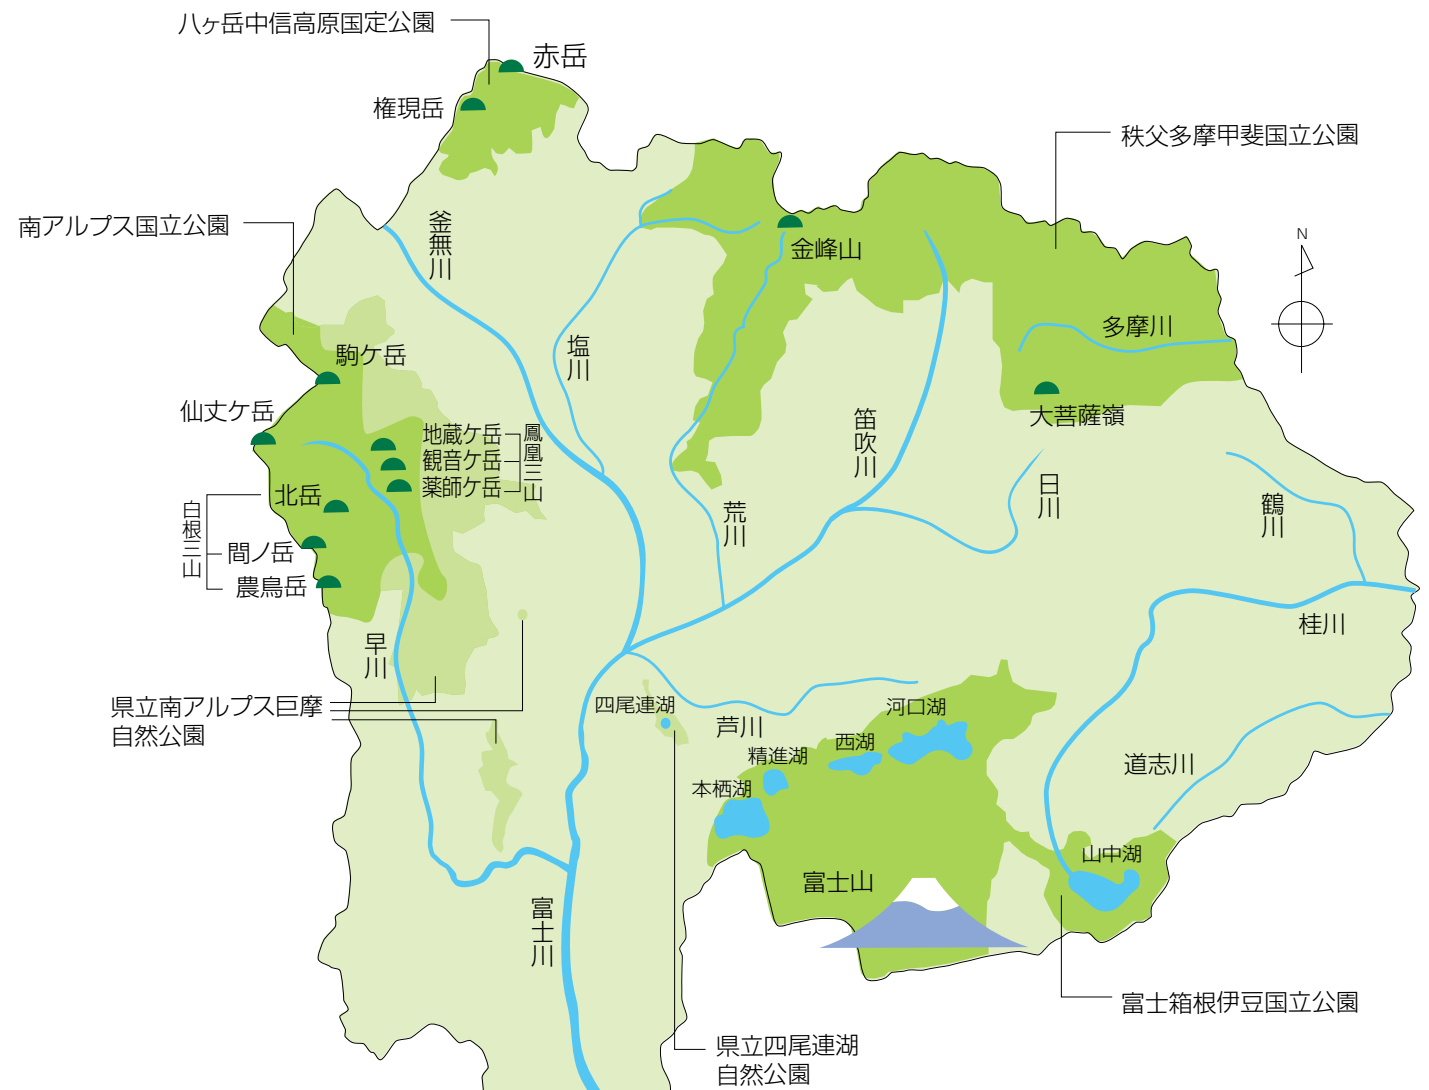 八ヶ岳中信高原国定公園
赤岳
権現岳
秩父多摩甲斐国立公園
南アルプス国立公園
釜無川
金峰山
N
塩川
多摩川
駒ケ岳
仙丈ケ岳
大菩薩嶺
地蔵ケ岳
観音ケ岳
薬師ケ岳
鳳凰三山
笛吹川
北岳
白根三山
間ノ岳
農鳥岳
荒川
日川
鶴川
早川
桂川
県立南アルプス巨摩
自然公園
四尾連湖
芦川
河口湖
西湖
精進湖
本栖湖
道志川
山中湖
富士山
富士川
富士箱根伊豆国立公園
県立四尾連湖
自然公園